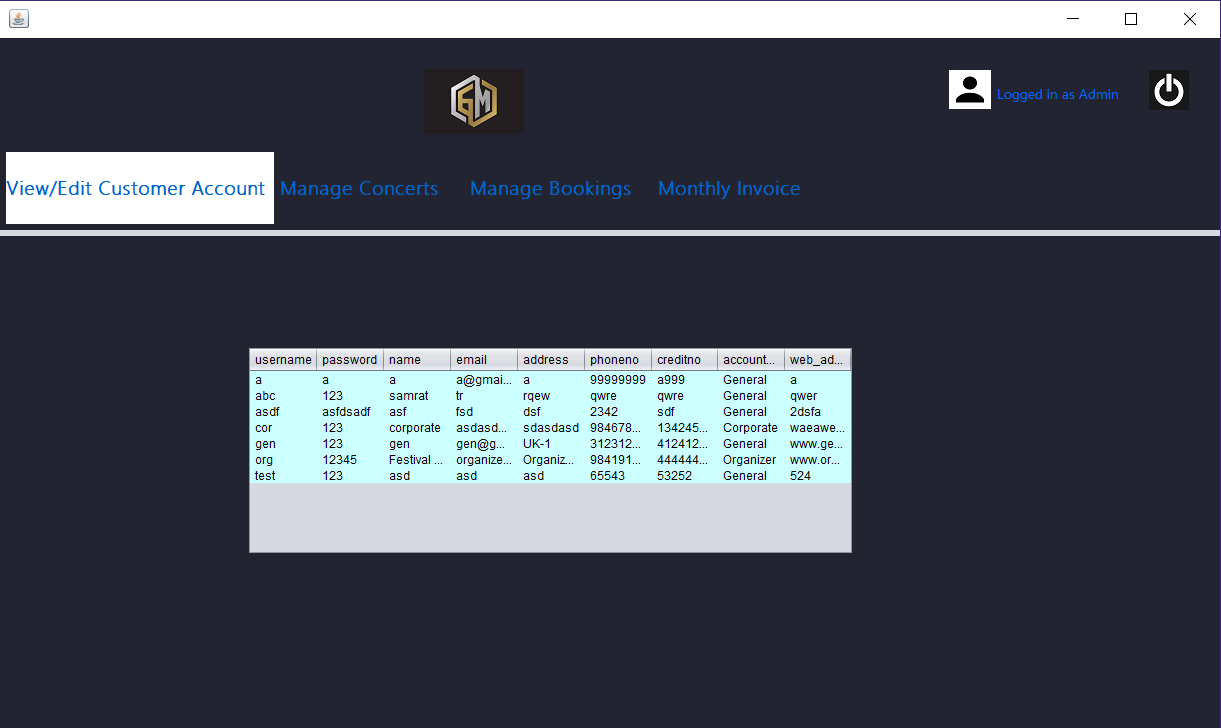 GM
Logged in as Admin
View/Edit Customer Account Manage Concerts Manage Bookings Monthly Invoice
username password name email address phoneno creditno account... web_ad...
a a a a@gmai... a 99999999 a999 General a
abc 123 samrat tr rqew qwre qwre General qwer
asdf asfdsadf asf fsd dsf 2342 sdf General 2dsfa
cor 123 corporate asdasd... sdasdasd 984678... 134245... Corporate waeawe...
gen 123 gen gen@g... UK-1 312312... 412412... General www.ge...
org 12345 Festival ... organize... Organiz... 984191... 444444... Organizer www.or...
test 123 asd asd asd 65543 53252 General 524